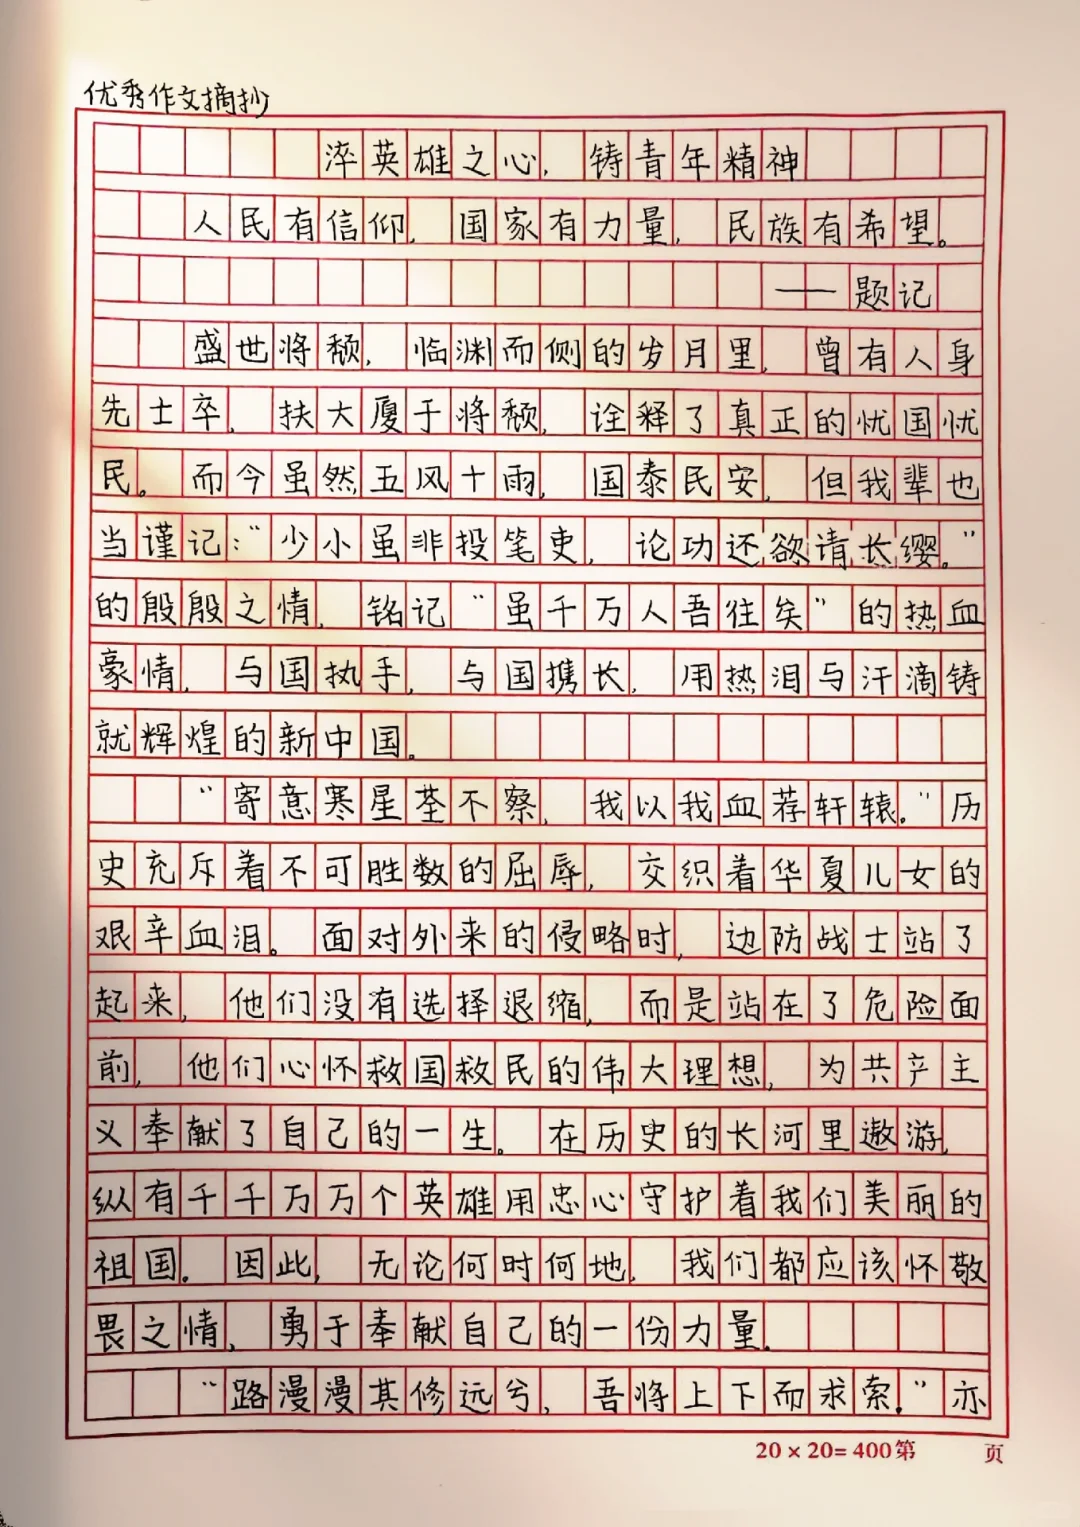 优秀作文摘抄
淬英雄之心，铸青年精神
人民有信仰，国家有力量，民族有希望。
——题记
盛世将颓，临渊而侧的岁月里，曾有人身
先士卒，扶大厦于将颓，诠释了真正的忧国忧
民。而今虽然五风十雨，国泰民安，但我辈也
当谨记：“少小虽非投笔吏，论功还欲请长缨。”
的殷殷之情，铭记“虽千万人吾往矣”的热血
豪情，与国执手，与国携长，用热泪与汗滴铸
就辉煌的新中国。
“寄意寒星荃不察，我以我血荐轩辕。”历
史充斥着不可胜数的屈辱，交织着华夏儿女的
艰辛血泪。面对外来的侵略时，边防战士站了
起来，他们没有选择退缩，而是站在了危险面
前，他们心怀救国救民的伟大理想，为共产主
义奉献了自己的一生。在历史的长河里遨游，
纵有千千万万个英雄用忠心守护着我们美丽的
祖国。因此，无论何时何地，我们都应该怀敬
畏之情，勇于奉献自己的一份力量。
“路漫漫其修远兮，吾将上下而求索。”亦
20×20=400第 页